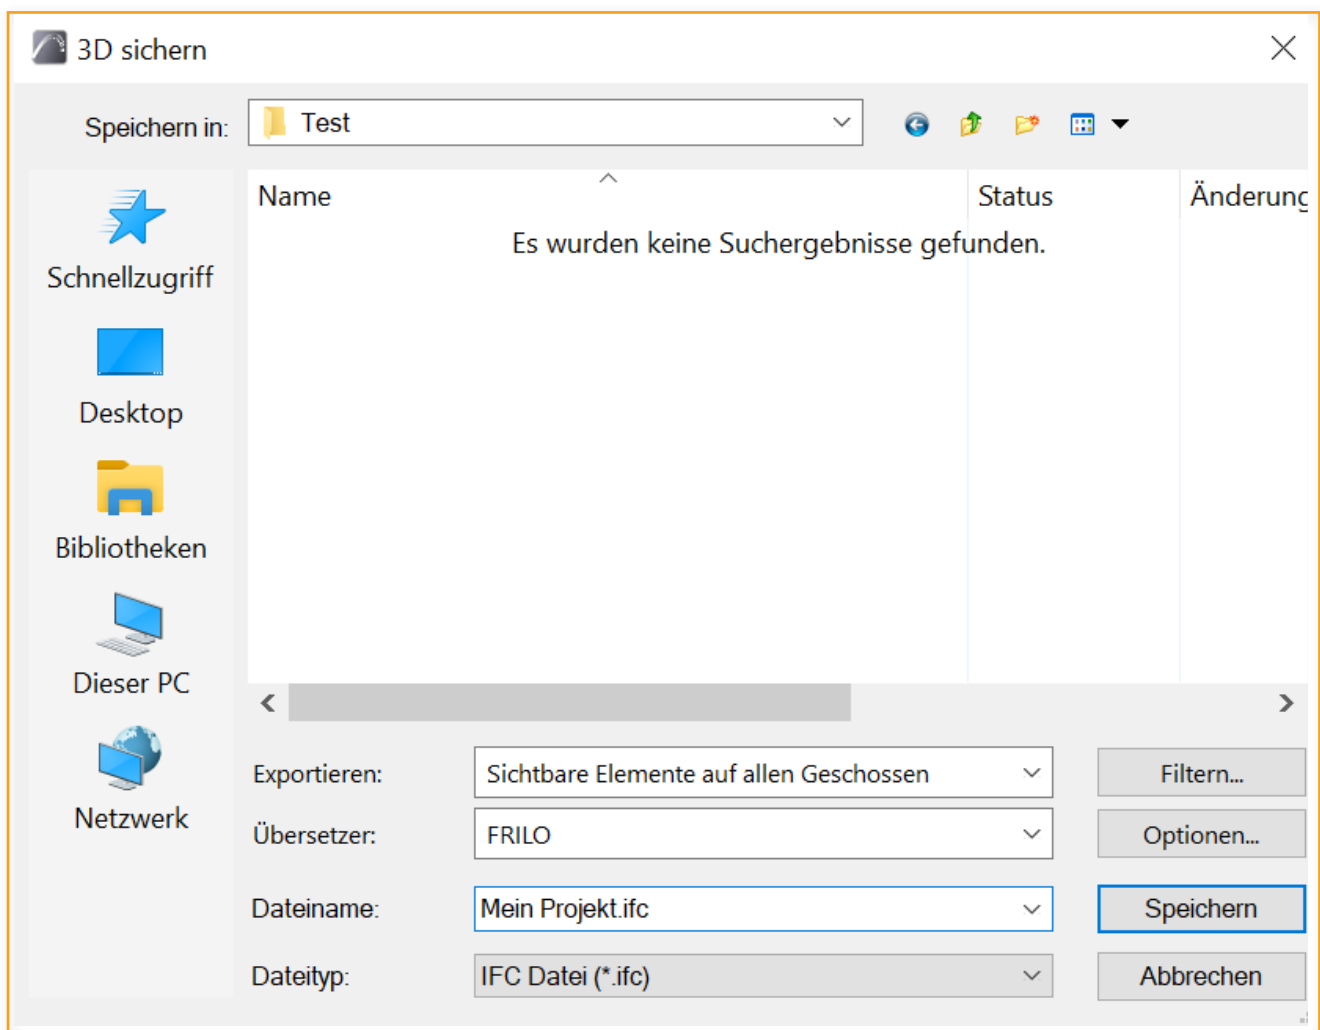 3D sichern
Speichern in: Test
Name Status Änderung
Es wurden keine Suchergebnisse gefunden.
Schnellzugriff
Desktop
Bibliotheken
Dieser PC
Netzwerk
Exportieren: Sichtbare Elemente auf allen Geschossen Filtern...
Übersetzer: FRILO Optionen...
Dateiname: Mein Projekt.ifc Speichern
Dateityp: IFC Datei (*.ifc) Abbrechen